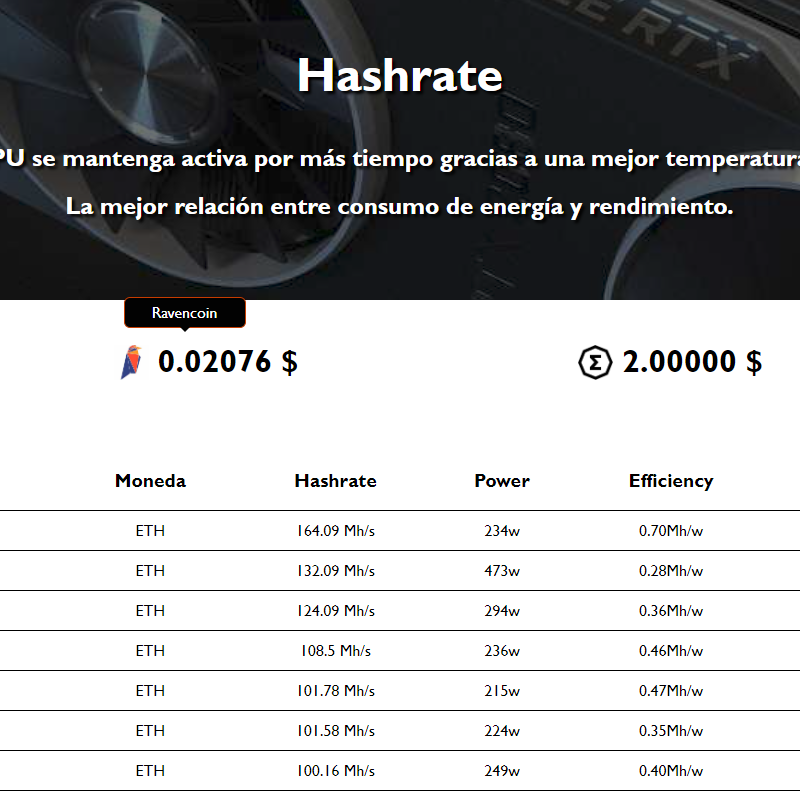 Hashrate
PU se mantenga activa por más tiempo gracias a una mejor temperatura
La mejor relación entre consumo de energía y rendimiento.
Ravencoin
0.02076 $ Σ 2.00000 $
Moneda Hashrate Power Efficiency
ETH 164.09 Mh/s 234w 0.70Mh/w
ETH 132.09 Mh/s 473w 0.28Mh/w
ETH 124.09 Mh/s 294w 0.36Mh/w
ETH 108.5 Mh/s 236w 0.46Mh/w
ETH 101.78 Mh/s 215w 0.47Mh/w
ETH 101.58 Mh/s 224w 0.35Mh/w
ETH 100.16 Mh/s 249w 0.40Mh/w